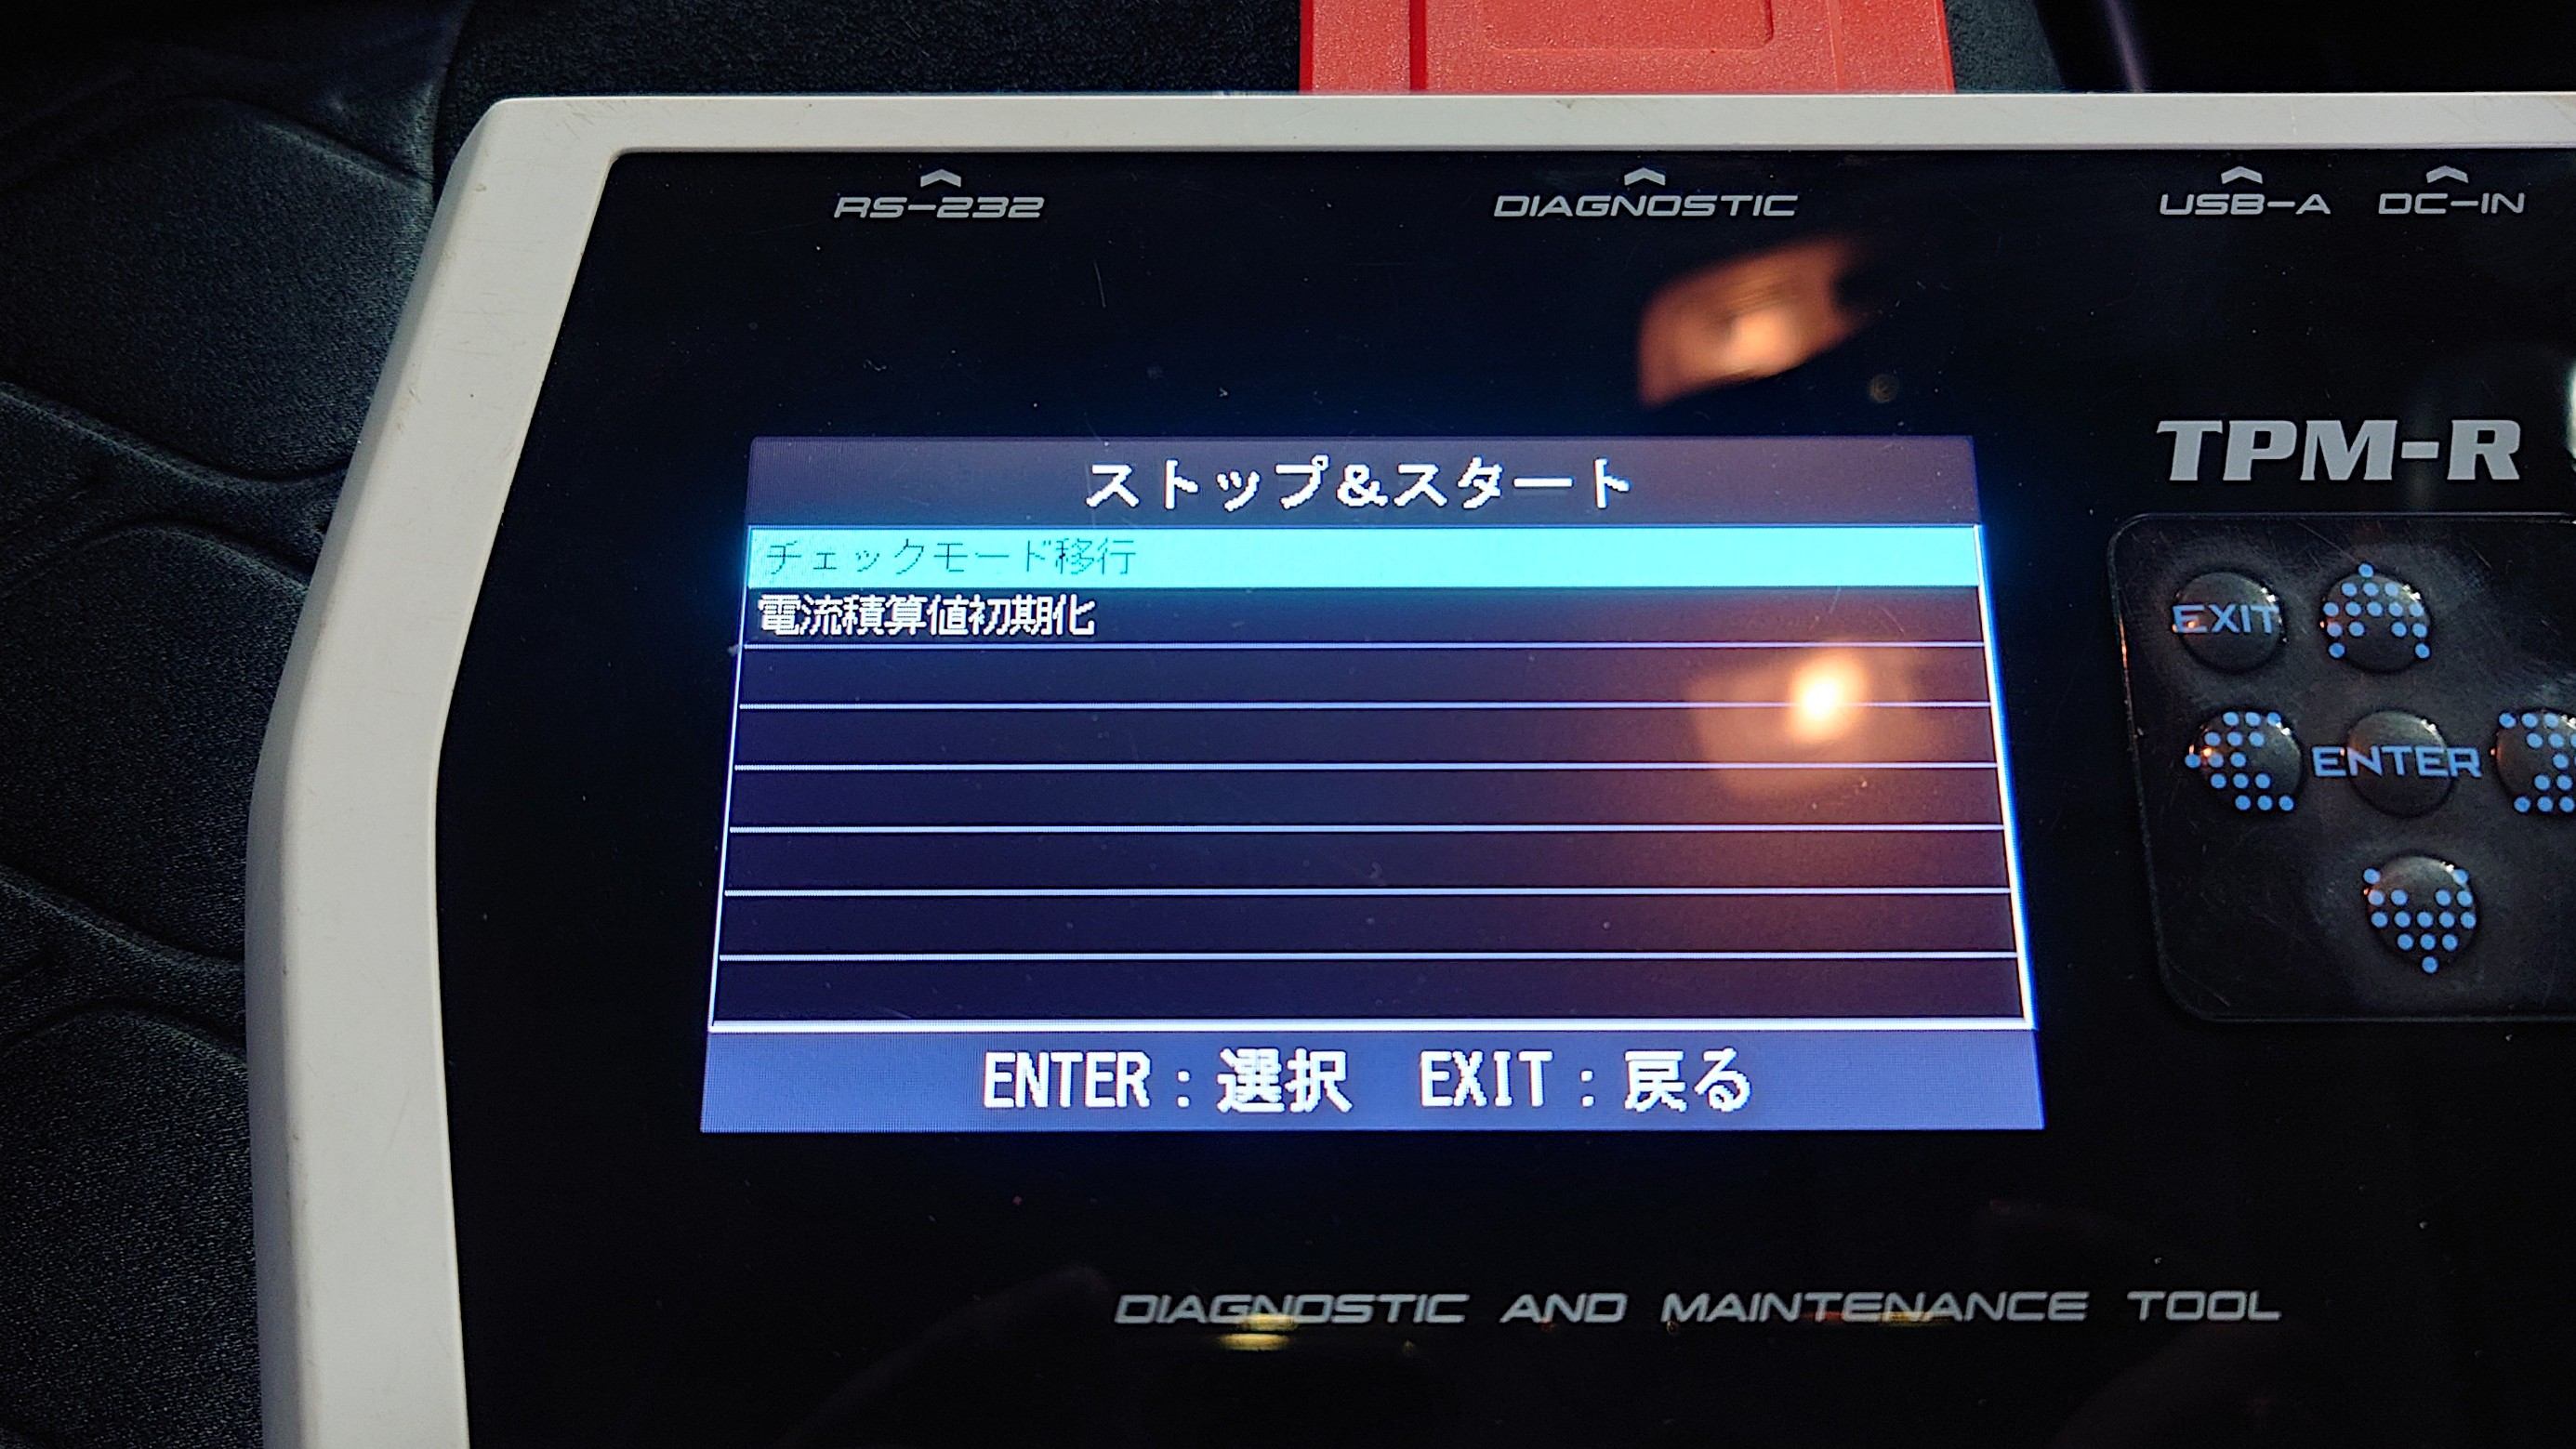 RS-232
DIAGNOSTIC
USB-A
DC-IN
TPM-R
ストップ&スタート
チェックモード移行
電流積算値初期化
ENTER：選択　EXIT：戻る
EXIT
ENTER
DIAGNOSTIC AND MAINTENANCE TOOL